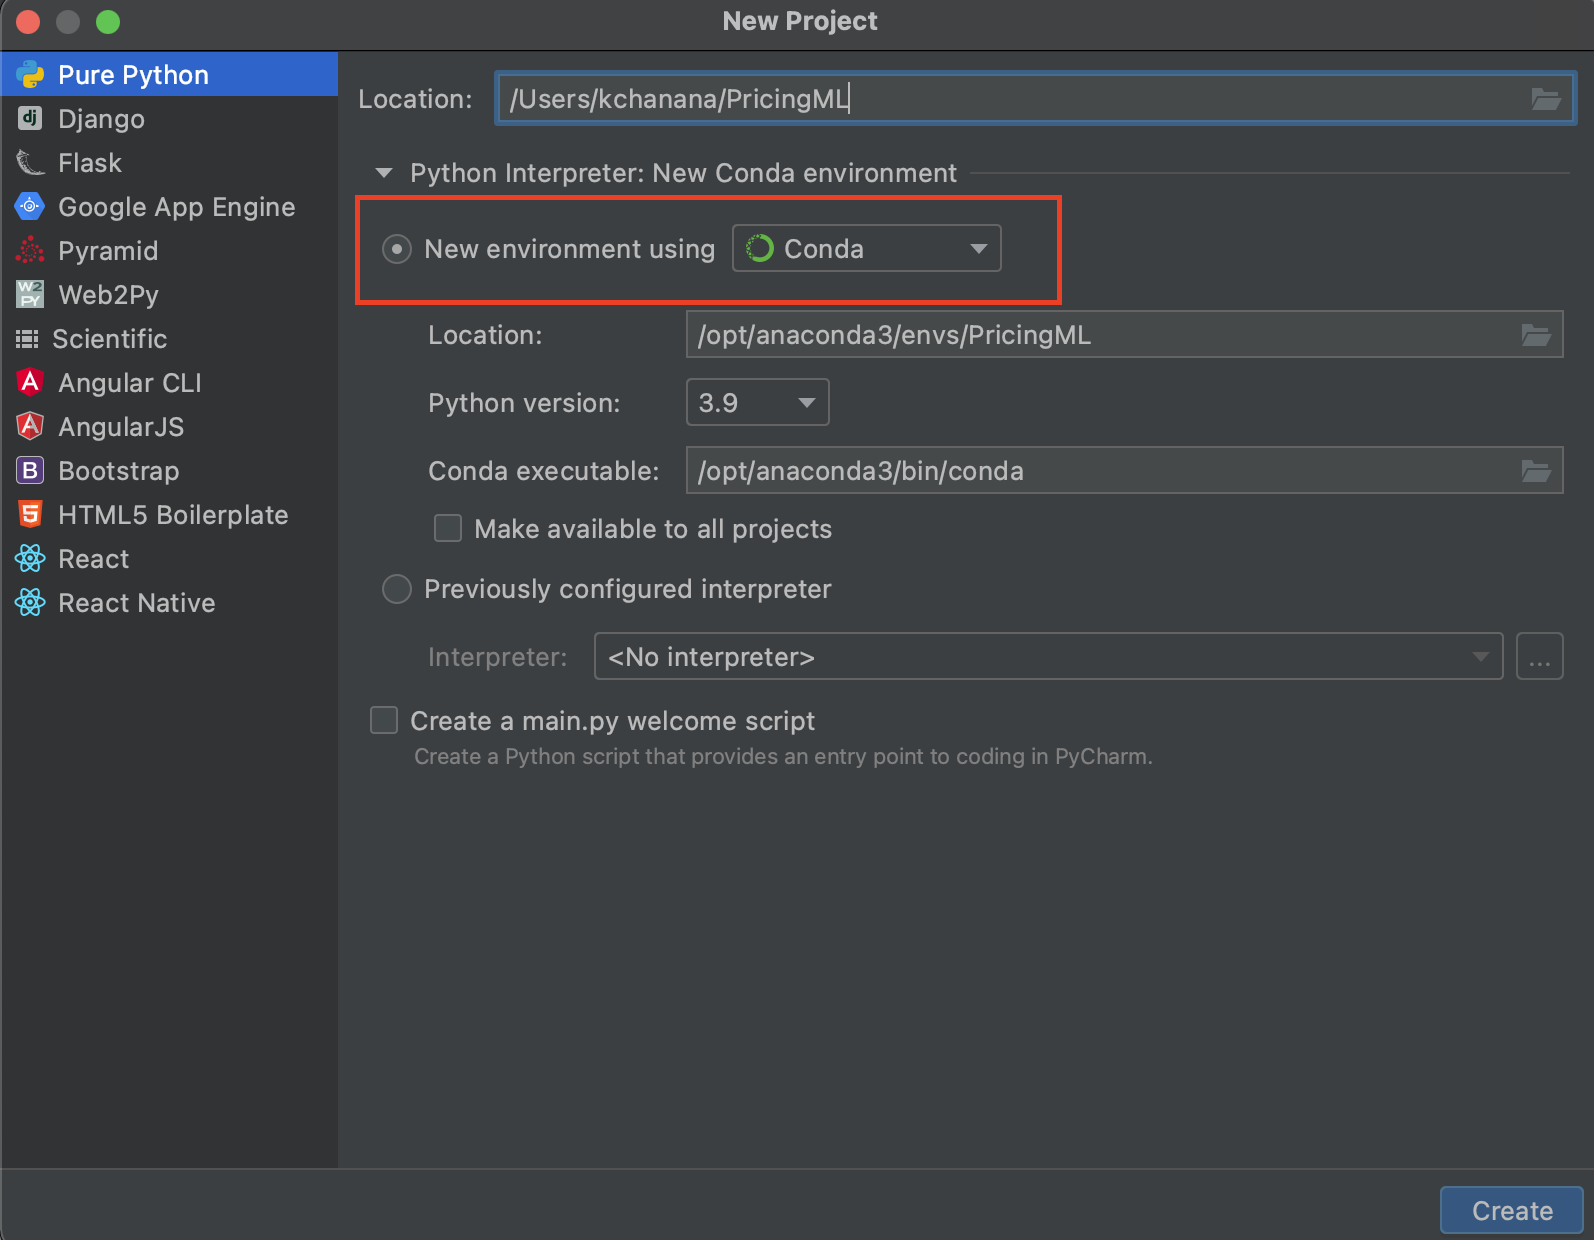 New Project
Pure Python
Django
Flask
Google App Engine
Pyramid
Web2Py
Scientific
Angular CLI
AngularJS
Bootstrap
HTML5 Boilerplate
React
React Native
Location: /Users/kchanana/PricingML
Python Interpreter: New Conda environment
New environment using Conda
Location: /opt/anaconda3/envs/PricingML
Python version: 3.9
Conda executable: /opt/anaconda3/bin/conda
Make available to all projects
Previously configured interpreter
Interpreter: <No interpreter> ...
Create a main.py welcome script
Create a Python script that provides an entry point to coding in PyCharm.
Create